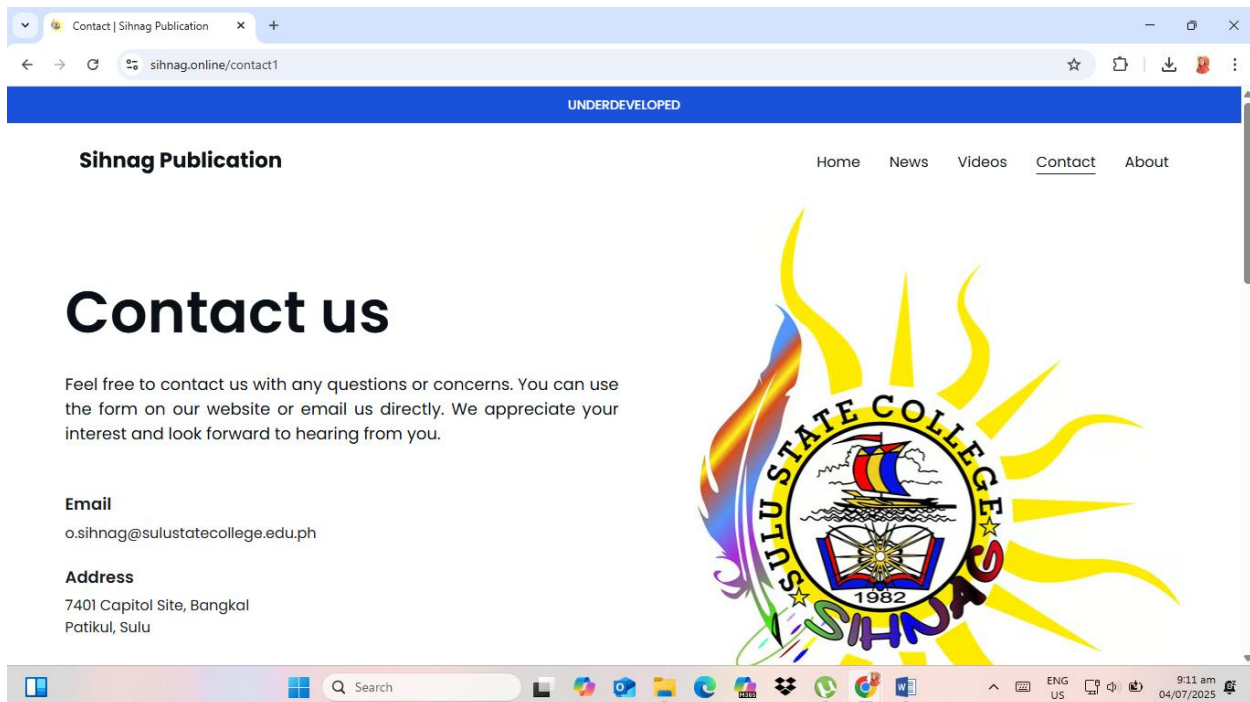 Contact | Sihnag Publication
sihnag.online/contact1
UNDERDEVELOPED
Sihnag Publication
Home News Videos Contact About
Contact us
Feel free to contact us with any questions or concerns. You can use
the form on our website or email us directly. We appreciate your
interest and look forward to hearing from you.
Email
o.sihnag@sulustatecollege.edu.ph
Address
7401 Capitol Site, Bangkal
Patikul, Sulu
SULU STATE COLLEGE
1982
SIHNAG
Search
M365
W
ENG
US
9:11 am
04/07/2025